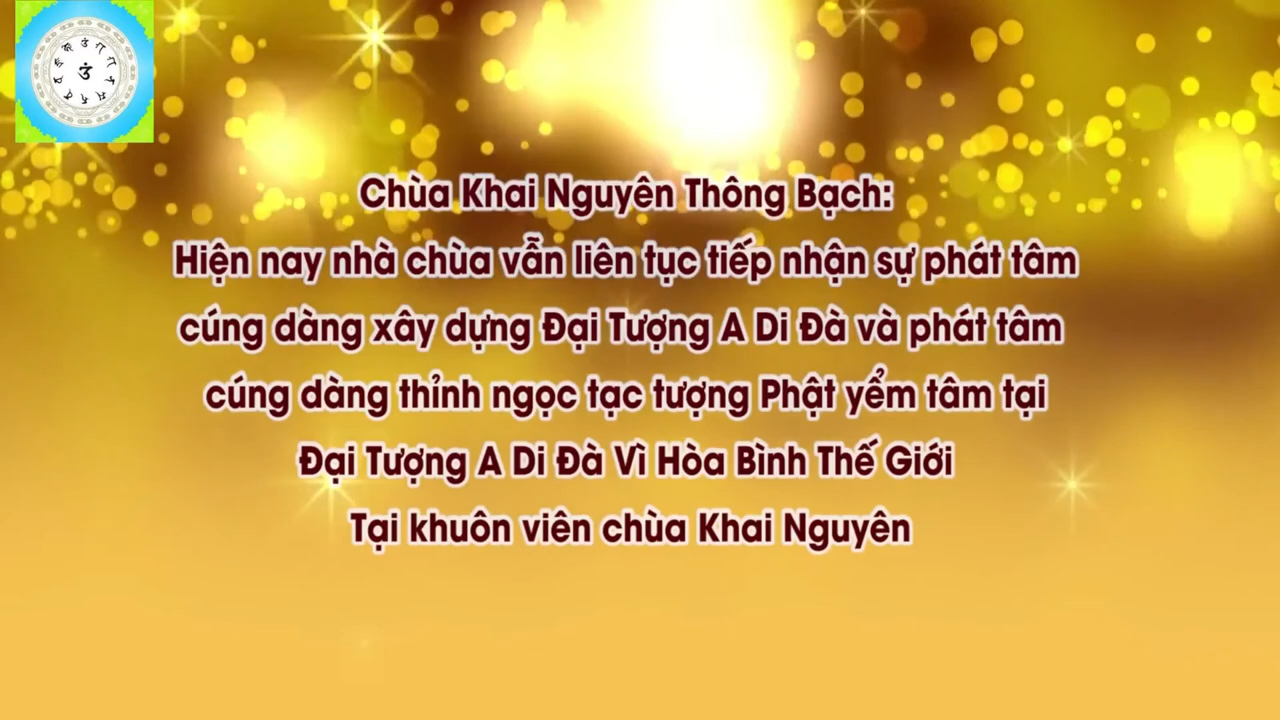 Chùa Khai Nguyên Thông Bạch:
Hiện nay nhà chùa vẫn liên tục tiếp nhận sự phát tâm
cúng dàng xây dựng Đại Tượng A Di Đà và phát tâm
cúng dàng thỉnh ngọc tạc tượng Phật yểm tâm tại
Đại Tượng A Di Đà Vì Hòa Bình Thế Giới
Tại khuôn viên chùa Khai Nguyên